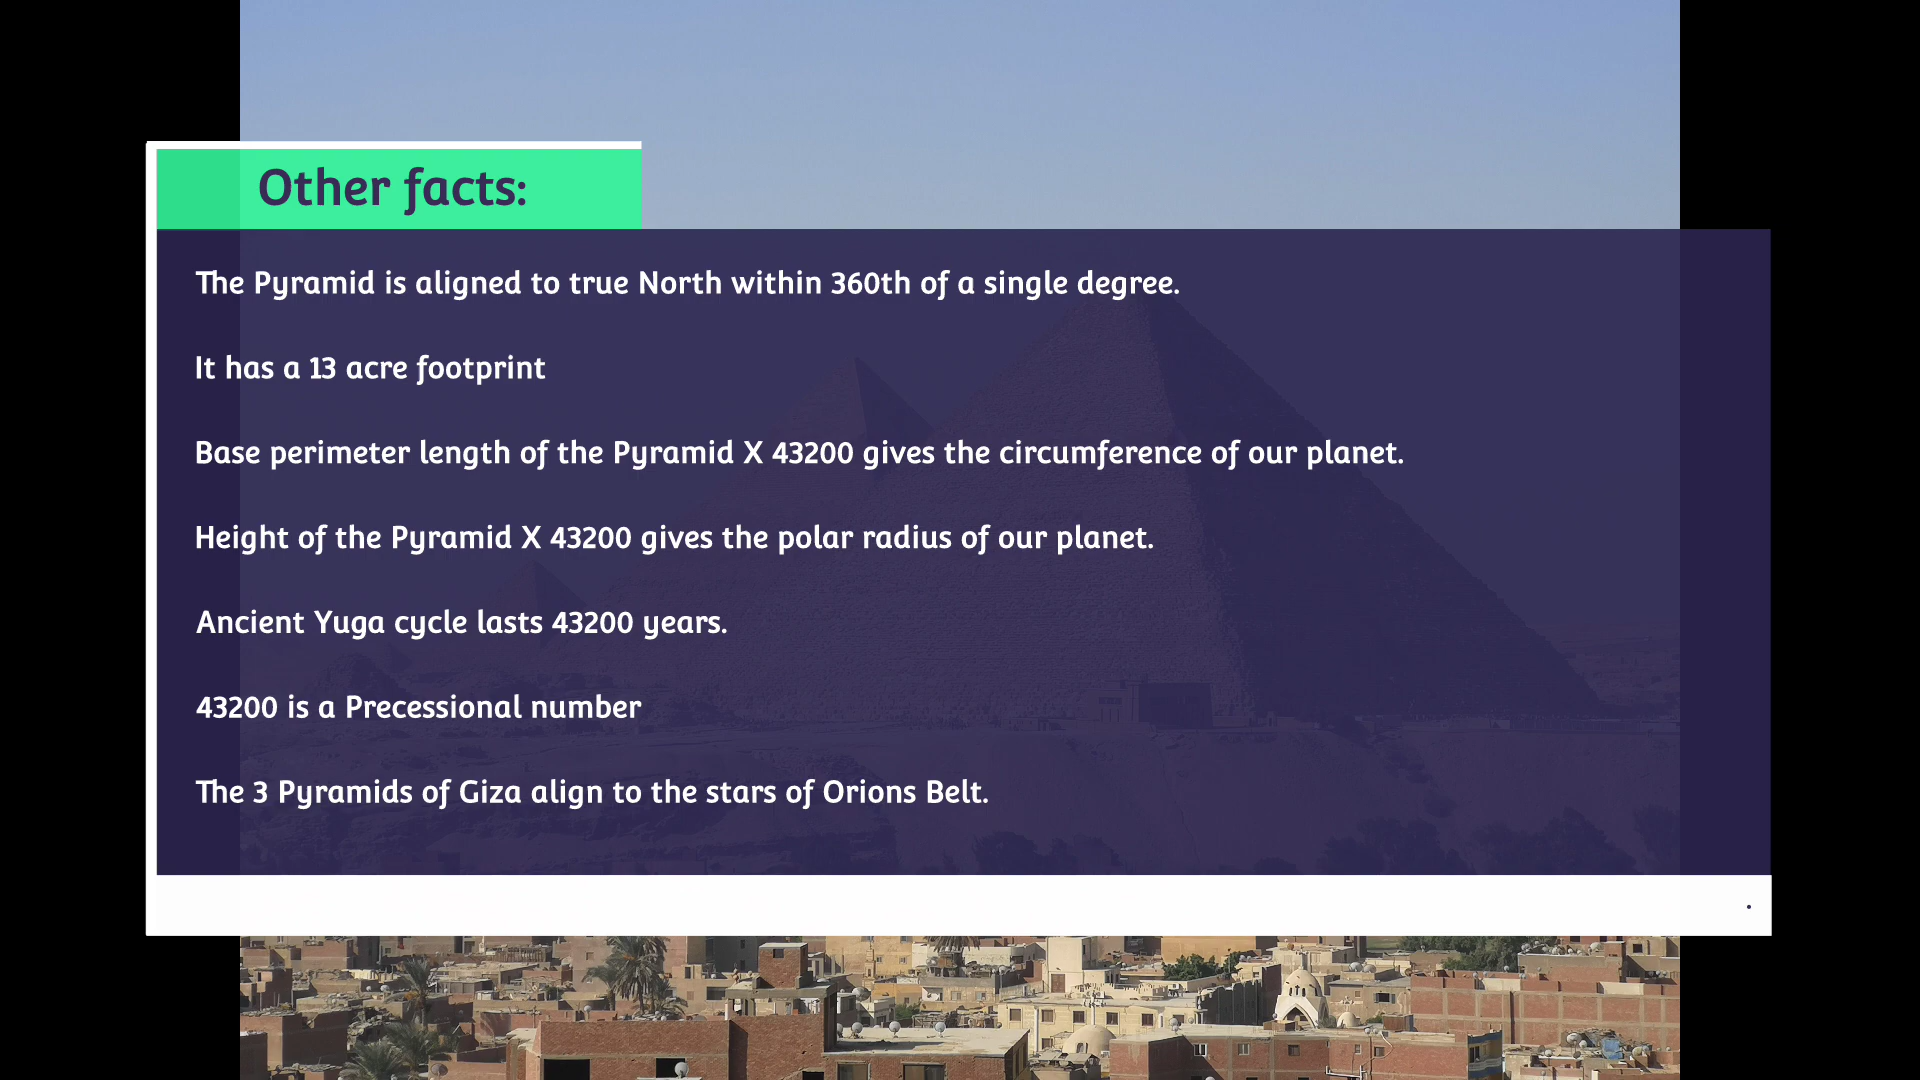 Other facts:
The Pyramid is aligned to true North within 360th of a single degree.
It has a 13 acre footprint
Base perimeter length of the Pyramid X 43200 gives the circumference of our planet.
Height of the Pyramid X 43200 gives the polar radius of our planet.
Ancient Yuga cycle lasts 43200 years.
43200 is a Precessional number
The 3 Pyramids of Giza align to the stars of Orions Belt.
.